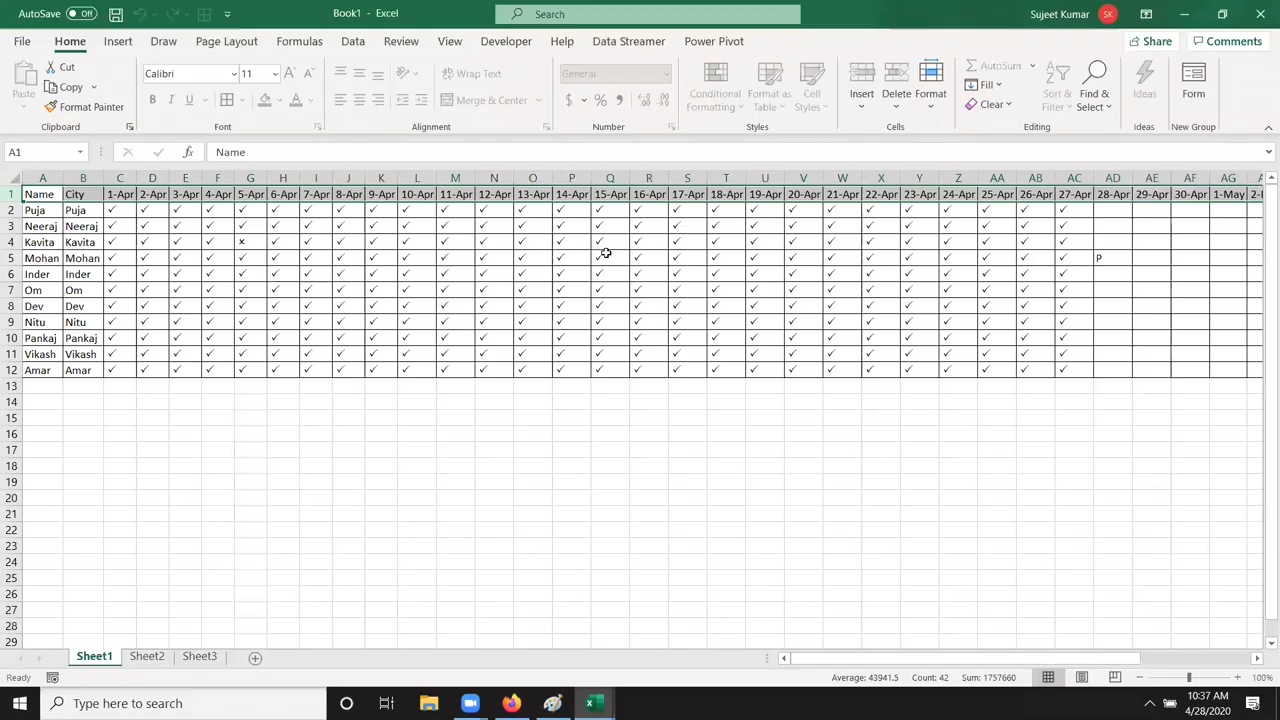 AutoSave Off Book1 - Excel Search Sujeet Kumar SK
File Home Insert Draw Page Layout Formulas Data Review View Developer Help Data Streamer Power Pivot Share Comments
Paste Cut Copy Format Painter Clipboard
Calibri 11 B I U Font
Wrap Text Merge & Center Alignment
General $ % Number
Conditional Formatting Format as Table Cell Styles Styles
Insert Delete Format Cells
AutoSum Fill Clear Sort & Filter Find & Select Editing
Ideas Ideas
Form New Group
A1 fx Name
A B C D E F G H I J K L M N O P Q R S T U V W X Y Z AA AB AC AD AE AF AG
1 Name City 1-Apr 2-Apr 3-Apr 4-Apr 5-Apr 6-Apr 7-Apr 8-Apr 9-Apr 10-Apr 11-Apr 12-Apr 13-Apr 14-Apr 15-Apr 16-Apr 17-Apr 18-Apr 19-Apr 20-Apr 21-Apr 22-Apr 23-Apr 24-Apr 25-Apr 26-Apr 27-Apr 28-Apr 29-Apr 30-Apr 1-May
2 Puja Puja ✓ ✓ ✓ ✓ ✓ ✓ ✓ ✓ ✓ ✓ ✓ ✓ ✓ ✓ ✓ ✓ ✓ ✓ ✓ ✓ ✓ ✓ ✓ ✓ ✓ ✓ ✓
3 Neeraj Neeraj ✓ ✓ ✓ ✓ ✓ ✓ ✓ ✓ ✓ ✓ ✓ ✓ ✓ ✓ ✓ ✓ ✓ ✓ ✓ ✓ ✓ ✓ ✓ ✓ ✓ ✓ ✓
4 Kavita Kavita ✓ ✓ ✓ ✓ × ✓ ✓ ✓ ✓ ✓ ✓ ✓ ✓ ✓ ✓ ✓ ✓ ✓ ✓ ✓ ✓ ✓ ✓ ✓ ✓ ✓ ✓
5 Mohan Mohan ✓ ✓ ✓ ✓ ✓ ✓ ✓ ✓ ✓ ✓ ✓ ✓ ✓ ✓ ✓ ✓ ✓ ✓ ✓ ✓ ✓ ✓ ✓ ✓ ✓ ✓ ✓ P
6 Inder Inder ✓ ✓ ✓ ✓ ✓ ✓ ✓ ✓ ✓ ✓ ✓ ✓ ✓ ✓ ✓ ✓ ✓ ✓ ✓ ✓ ✓ ✓ ✓ ✓ ✓ ✓ ✓
7 Om Om ✓ ✓ ✓ ✓ ✓ ✓ ✓ ✓ ✓ ✓ ✓ ✓ ✓ ✓ ✓ ✓ ✓ ✓ ✓ ✓ ✓ ✓ ✓ ✓ ✓ ✓ ✓
8 Dev Dev ✓ ✓ ✓ ✓ ✓ ✓ ✓ ✓ ✓ ✓ ✓ ✓ ✓ ✓ ✓ ✓ ✓ ✓ ✓ ✓ ✓ ✓ ✓ ✓ ✓ ✓ ✓
9 Nitu Nitu ✓ ✓ ✓ ✓ ✓ ✓ ✓ ✓ ✓ ✓ ✓ ✓ ✓ ✓ ✓ ✓ ✓ ✓ ✓ ✓ ✓ ✓ ✓ ✓ ✓ ✓ ✓
10 Pankaj Pankaj ✓ ✓ ✓ ✓ ✓ ✓ ✓ ✓ ✓ ✓ ✓ ✓ ✓ ✓ ✓ ✓ ✓ ✓ ✓ ✓ ✓ ✓ ✓ ✓ ✓ ✓ ✓
11 Vikash Vikash ✓ ✓ ✓ ✓ ✓ ✓ ✓ ✓ ✓ ✓ ✓ ✓ ✓ ✓ ✓ ✓ ✓ ✓ ✓ ✓ ✓ ✓ ✓ ✓ ✓ ✓ ✓
12 Amar Amar ✓ ✓ ✓ ✓ ✓ ✓ ✓ ✓ ✓ ✓ ✓ ✓ ✓ ✓ ✓ ✓ ✓ ✓ ✓ ✓ ✓ ✓ ✓ ✓ ✓ ✓ ✓
13
14
15
16
17
18
19
20
21
22
23
24
25
26
27
28
29
Sheet1 Sheet2 Sheet3
Ready Average: 43941.5 Count: 42 Sum: 1757660 100%
Type here to search 10:37 AM
4/28/2020